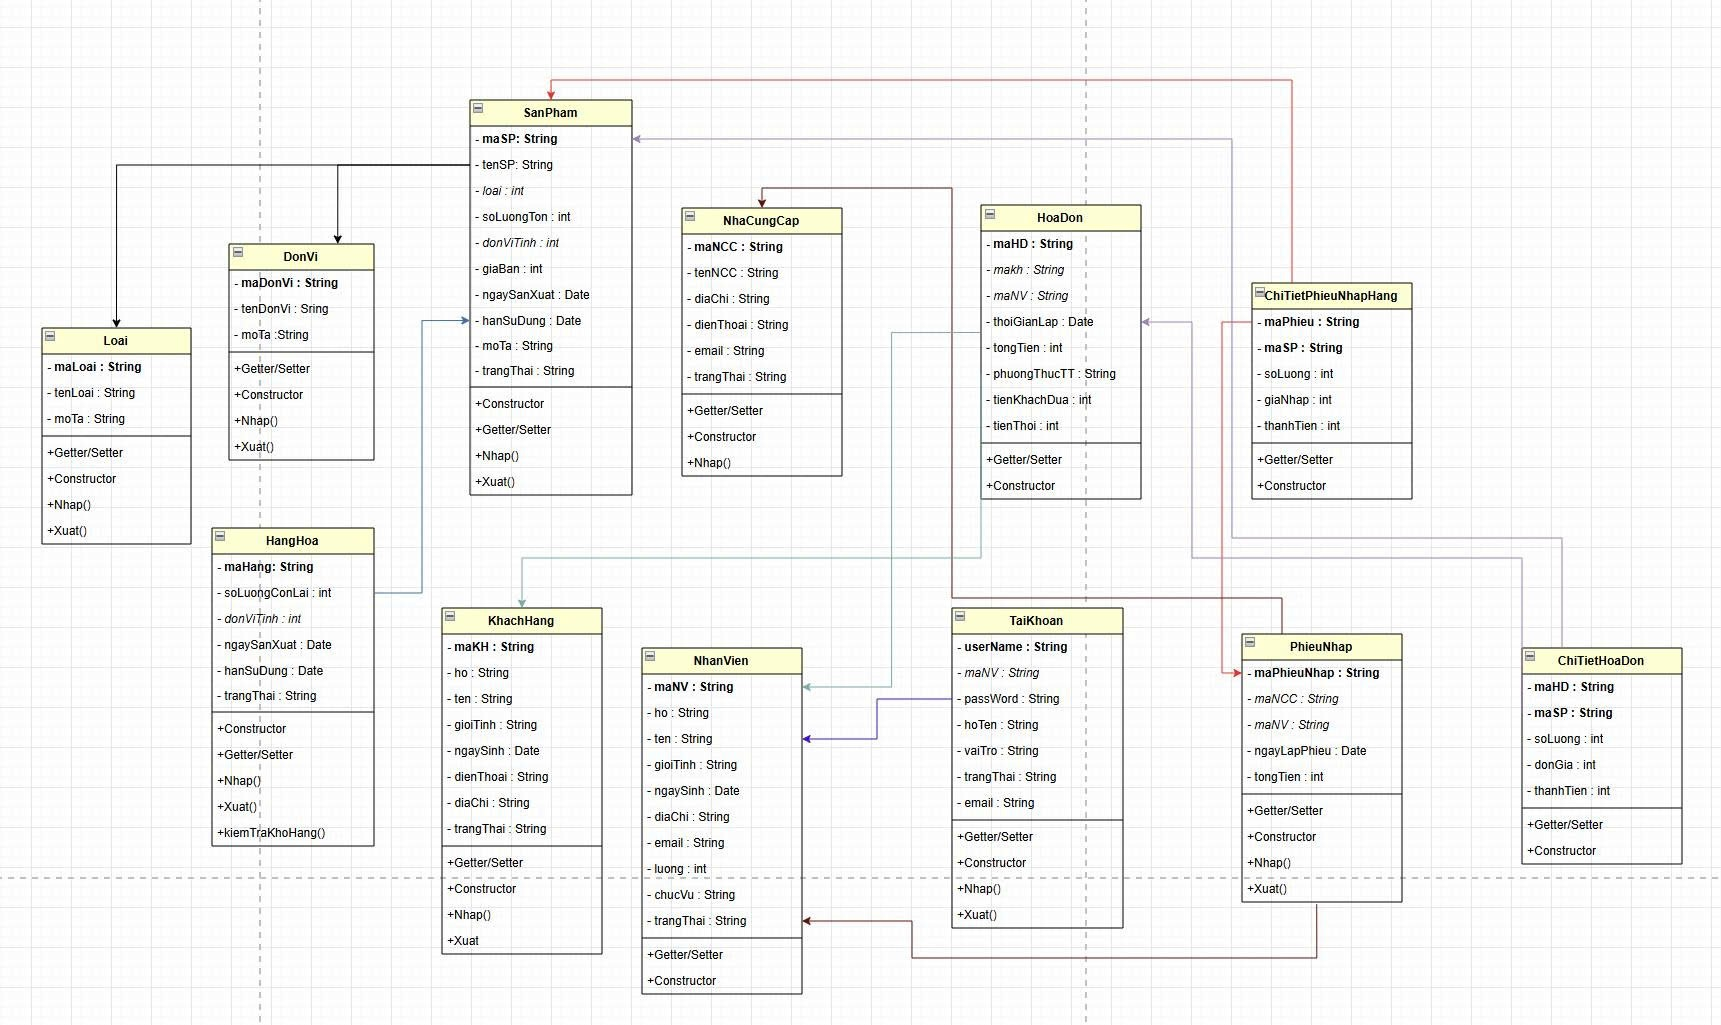 SanPham
- maSP: String
- tenSP: String
- loai : int
- soLuongTon : int
- donViTinh : int
- giaBan : int
- ngaySanXuat : Date
- hanSuDung : Date
- moTa : String
- trangThai : String
+Constructor
+Getter/Setter
+Nhap()
+Xuat()
NhaCungCap
- maNCC : String
- tenNCC : String
- diaChi : String
- dienThoai : String
- email : String
- trangThai : String
+Getter/Setter
+Constructor
+Nhap()
HoaDon
- maHD : String
- makh : String
- maNV : String
- thoiGianLap : Date
- tongTien : int
- phuongThucTT : String
- tienKhachDua : int
- tienThoi : int
+Getter/Setter
+Constructor
ChiTietPhieuNhapHang
- maPhieu : String
- maSP : String
- soLuong : int
- giaNhap : int
- thanhTien : int
+Getter/Setter
+Constructor
DonVi
- maDonVi : String
- tenDonVi : Sring
- moTa :String
+Getter/Setter
+Constructor
+Nhap()
+Xuat()
Loai
- maLoai : String
- tenLoai : String
- moTa : String
+Getter/Setter
+Constructor
+Nhap()
+Xuat()
HangHoa
- maHang: String
- soLuongConLai : int
- donViTinh : int
- ngaySanXuat : Date
- hanSuDung : Date
- trangThai : String
+Constructor
+Getter/Setter
+Nhap()
+Xuat()
+kiemTraKhoHang()
KhachHang
- maKH : String
- ho : String
- ten : String
- gioiTinh : String
- ngaySinh : Date
- dienThoai : String
- diaChi : String
- trangThai : String
+Getter/Setter
+Constructor
+Nhap()
+Xuat
NhanVien
- maNV : String
- ho : String
- ten : String
- gioiTinh : String
- ngaySinh : Date
- diaChi : String
- email : String
- luong : int
- chucVu : String
- trangThai : String
+Getter/Setter
+Constructor
TaiKhoan
- userName : String
- maNV : String
- passWord : String
- hoTen : String
- vaiTro : String
- trangThai : String
- email : String
+Getter/Setter
+Constructor
+Nhap()
+Xuat()
PhieuNhap
- maPhieuNhap : String
- maNCC : String
- maNV : String
- ngayLapPhieu : Date
- tongTien : int
+Getter/Setter
+Constructor
+Nhap()
+Xuat()
ChiTietHoaDon
- maHD : String
- maSP : String
- soLuong : int
- donGia : int
- thanhTien : int
+Getter/Setter
+Constructor